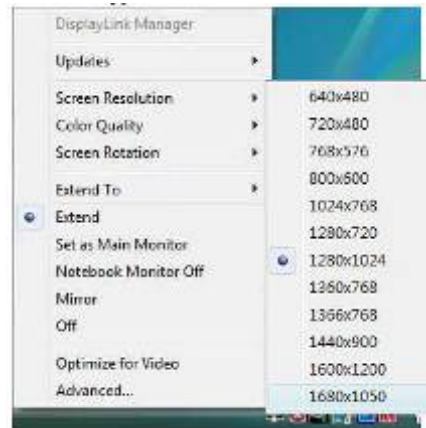 DisplayLink Manager
Updates
Screen Resolution
Color Quality
Screen Rotation
Extend To
Extend
Set as Main Monitor
Notebook Monitor Off
Mirror
Off
Optimize for Video
Advanced...
640x480
720x480
768x576
800x600
1024x768
1280x720
1280x1024
1360x768
1366x768
1440x900
1600x1200
1680x1050